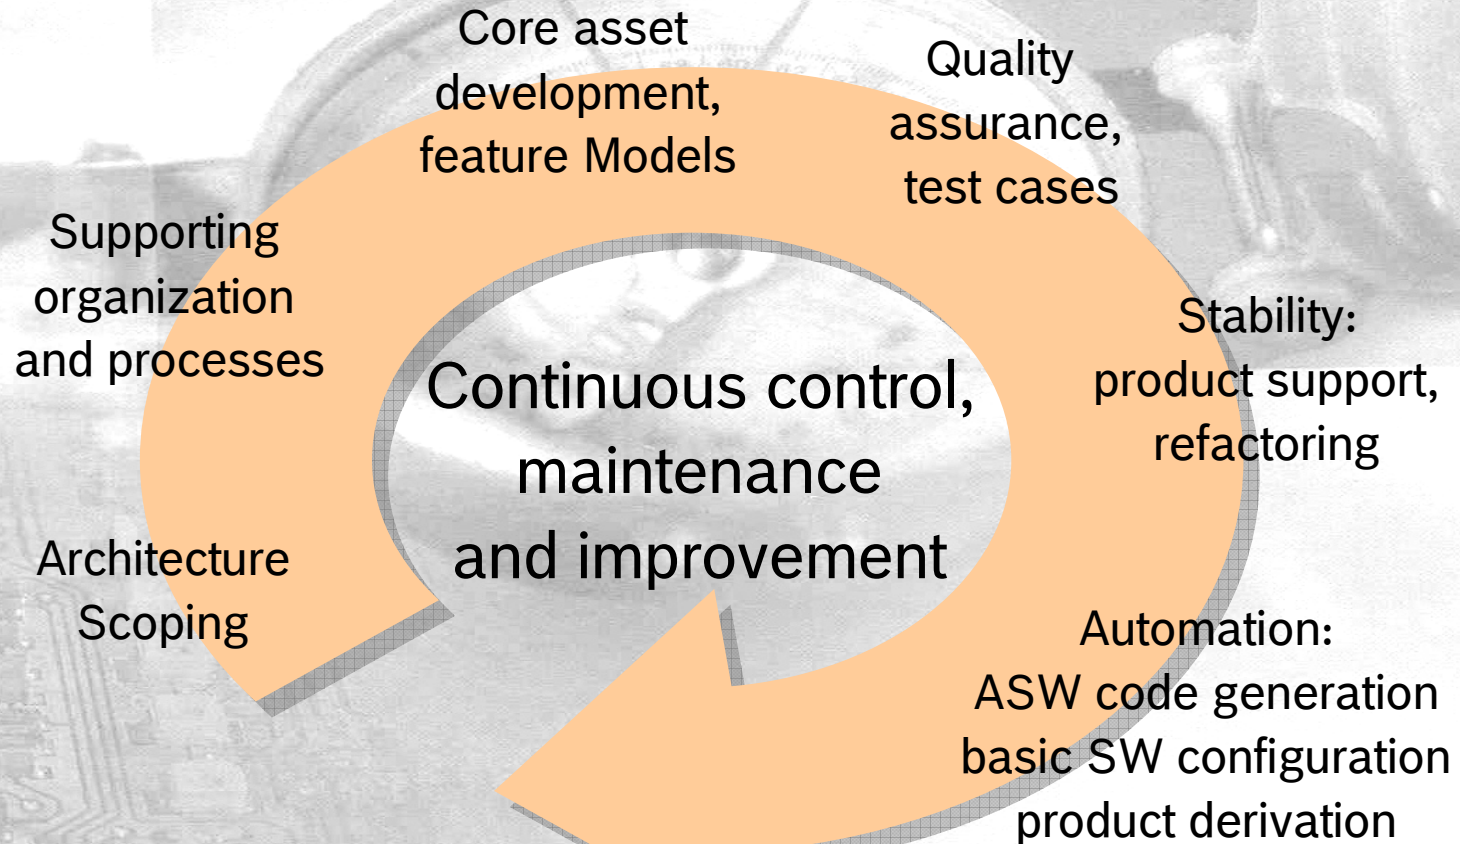 Core asset
development,
feature Models
Quality
assurance,
test cases
Supporting
organization
and processes
Stability:
product support,
refactoring
Continuous control,
maintenance
and improvement
Architecture
Scoping
Automation:
ASW code generation
basic SW configuration
product derivation